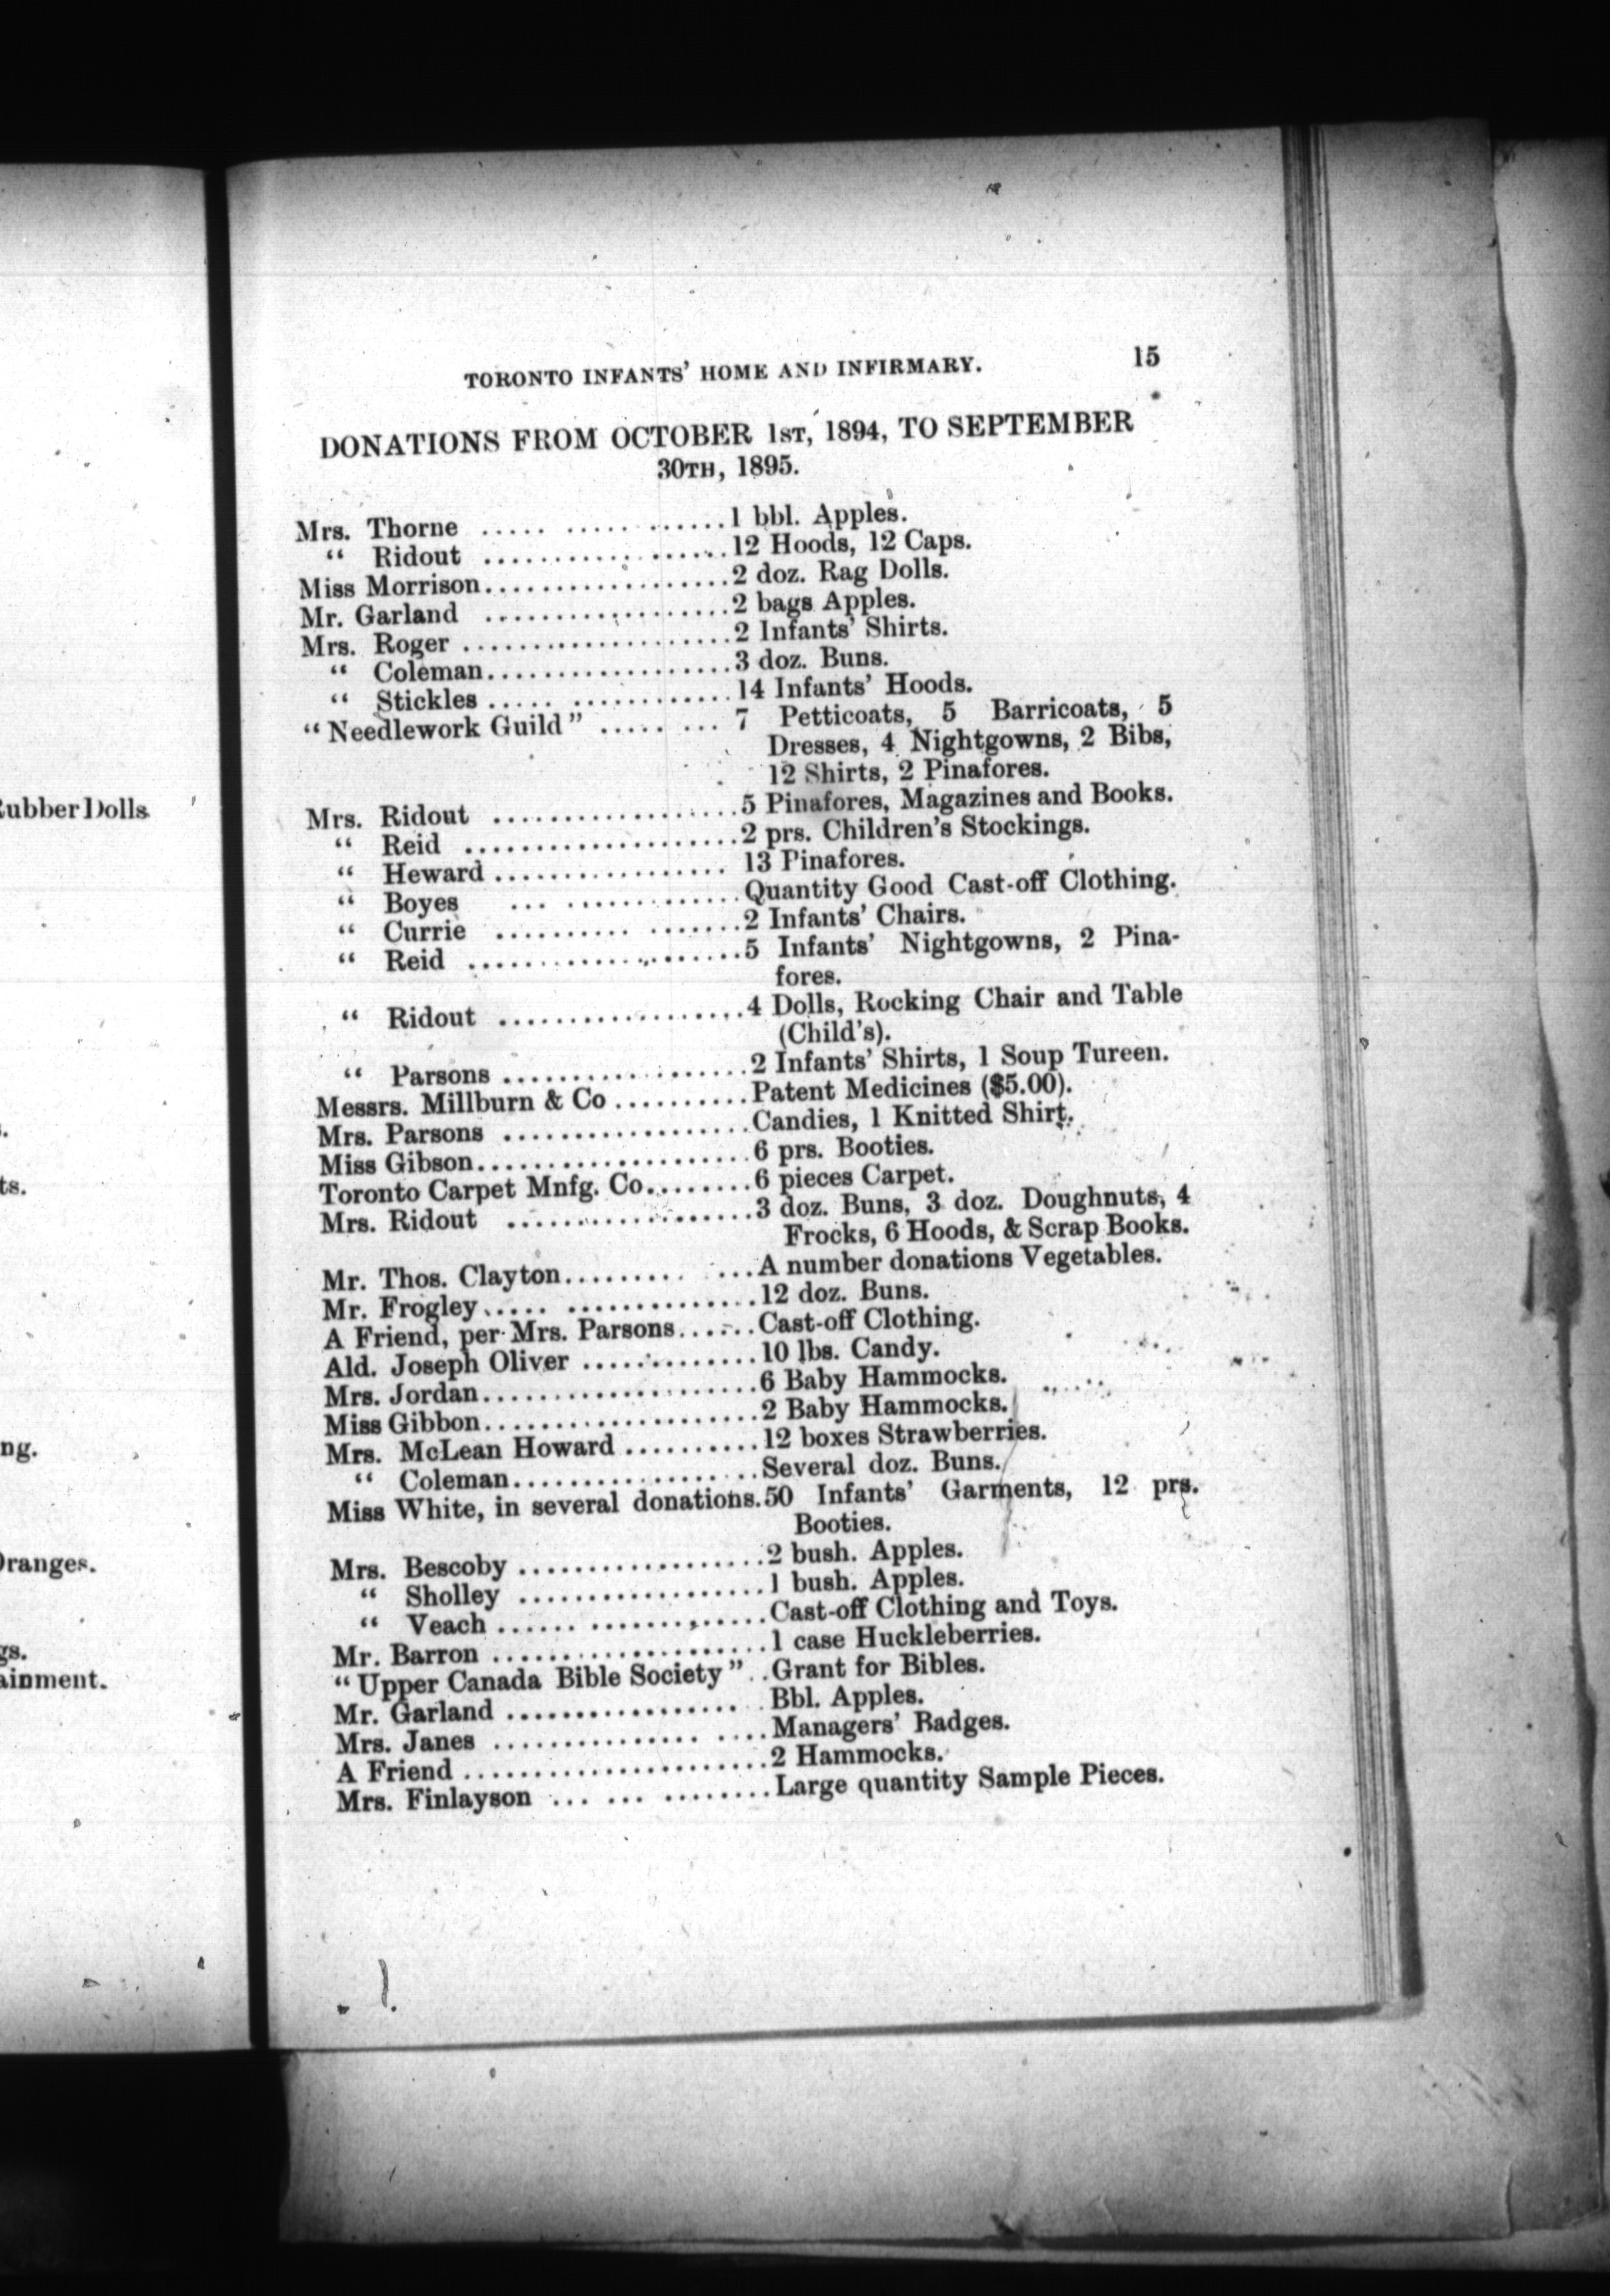 TORONTO INFANTS' HOME AND INFIRMARY. 15
DONATIONS FROM OCTOBER 1ST, 1894, TO SEPTEMBER
30TH, 1895.
Mrs. Thorne ..... ........... 1 bbl. Apples.
“ Ridout .................. 12 Hoods, 12 Caps.
Miss Morrison .................. 2 doz. Rag Dolls.
Mr. Garland .................. 2 bags Apples.
Mrs. Roger .................. 2 Infants' Shirts.
“ Coleman .................. 3 doz. Buns.
“ Stickles ..... ............ 14 Infants' Hoods.
“Needlework Guild” ..... ... 7 Petticoats, 5 Barricoats, 5
Dresses, 4 Nightgowns, 2 Bibs,
12 Shirts, 2 Pinafores.
Mrs. Ridout .................. 5 Pinafores, Magazines and Books.
“ Reid .................. 2 prs. Children's Stockings.
“ Heward ................. 13 Pinafores.
“ Boyes ... ............. Quantity Good Cast-off Clothing.
“ Currie .......... ....... 2 Infants' Chairs.
“ Reid .................. 5 Infants' Nightgowns, 2 Pina-
fores.
“ Ridout .................. 4 Dolls, Rocking Chair and Table
(Child's).
“ Parsons .................. 2 Infants' Shirts, 1 Soup Tureen.
Messrs. Millburn & Co .......... Patent Medicines ($5.00).
Mrs. Parsons .................. Candies, 1 Knitted Shirt.
Miss Gibson .................... 6 prs. Booties.
Toronto Carpet Mnfg. Co ........ 6 pieces Carpet.
Mrs. Ridout .................. 3 doz. Buns, 3 doz. Doughnuts, 4
Frocks, 6 Hoods, & Scrap Books.
Mr. Thos. Clayton ......... ... A number donations Vegetables.
Mr. Frogley ..... .............. 12 doz. Buns.
A Friend, per Mrs. Parsons ...... Cast-off Clothing.
Ald. Joseph Oliver ............. 10 lbs. Candy.
Mrs. Jordan .................... 6 Baby Hammocks.
Miss Gibbon .................... 2 Baby Hammocks.
Mrs. McLean Howard .......... 12 boxes Strawberries.
“ Coleman .................. Several doz. Buns.
Miss White, in several donations. 50 Infants' Garments, 12 prs.
Booties.
Mrs. Bescoby .................. 2 bush. Apples.
“ Sholley .................. 1 bush. Apples.
“ Veach ...... ............. Cast-off Clothing and Toys.
Mr. Barron .................... 1 case Huckleberries.
“Upper Canada Bible Society” .. Grant for Bibles.
Mr. Garland ................. Bbl. Apples.
Mrs. Janes ............... .... Managers' Badges.
A Friend ...................... 2 Hammocks.
Mrs. Finlayson ... ... ........ Large quantity Sample Pieces.
Dolls
ts.
ng.
gs.